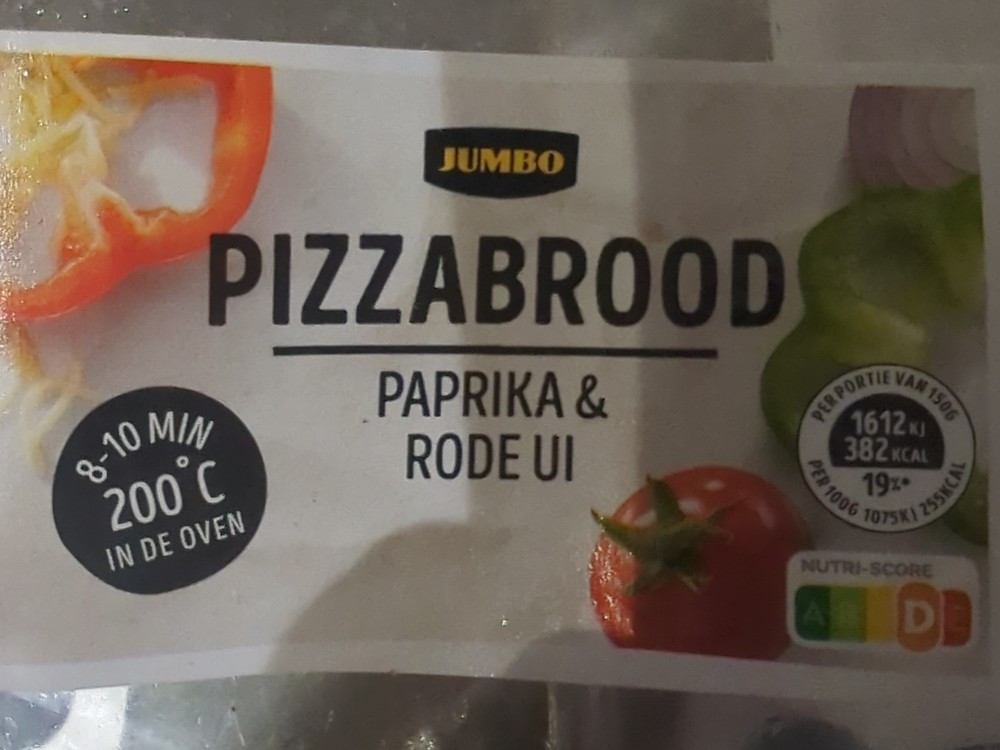 JUMBO
PIZZABROOD
PAPRIKA &
RODE UI
8-10 MIN
200°C
IN DE OVEN
PER PORTIE VAN 150G
1612 KJ
382 KCAL
19%*
PER 100G 1075KJ 255KCAL
NUTRI-SCORE
A B D E